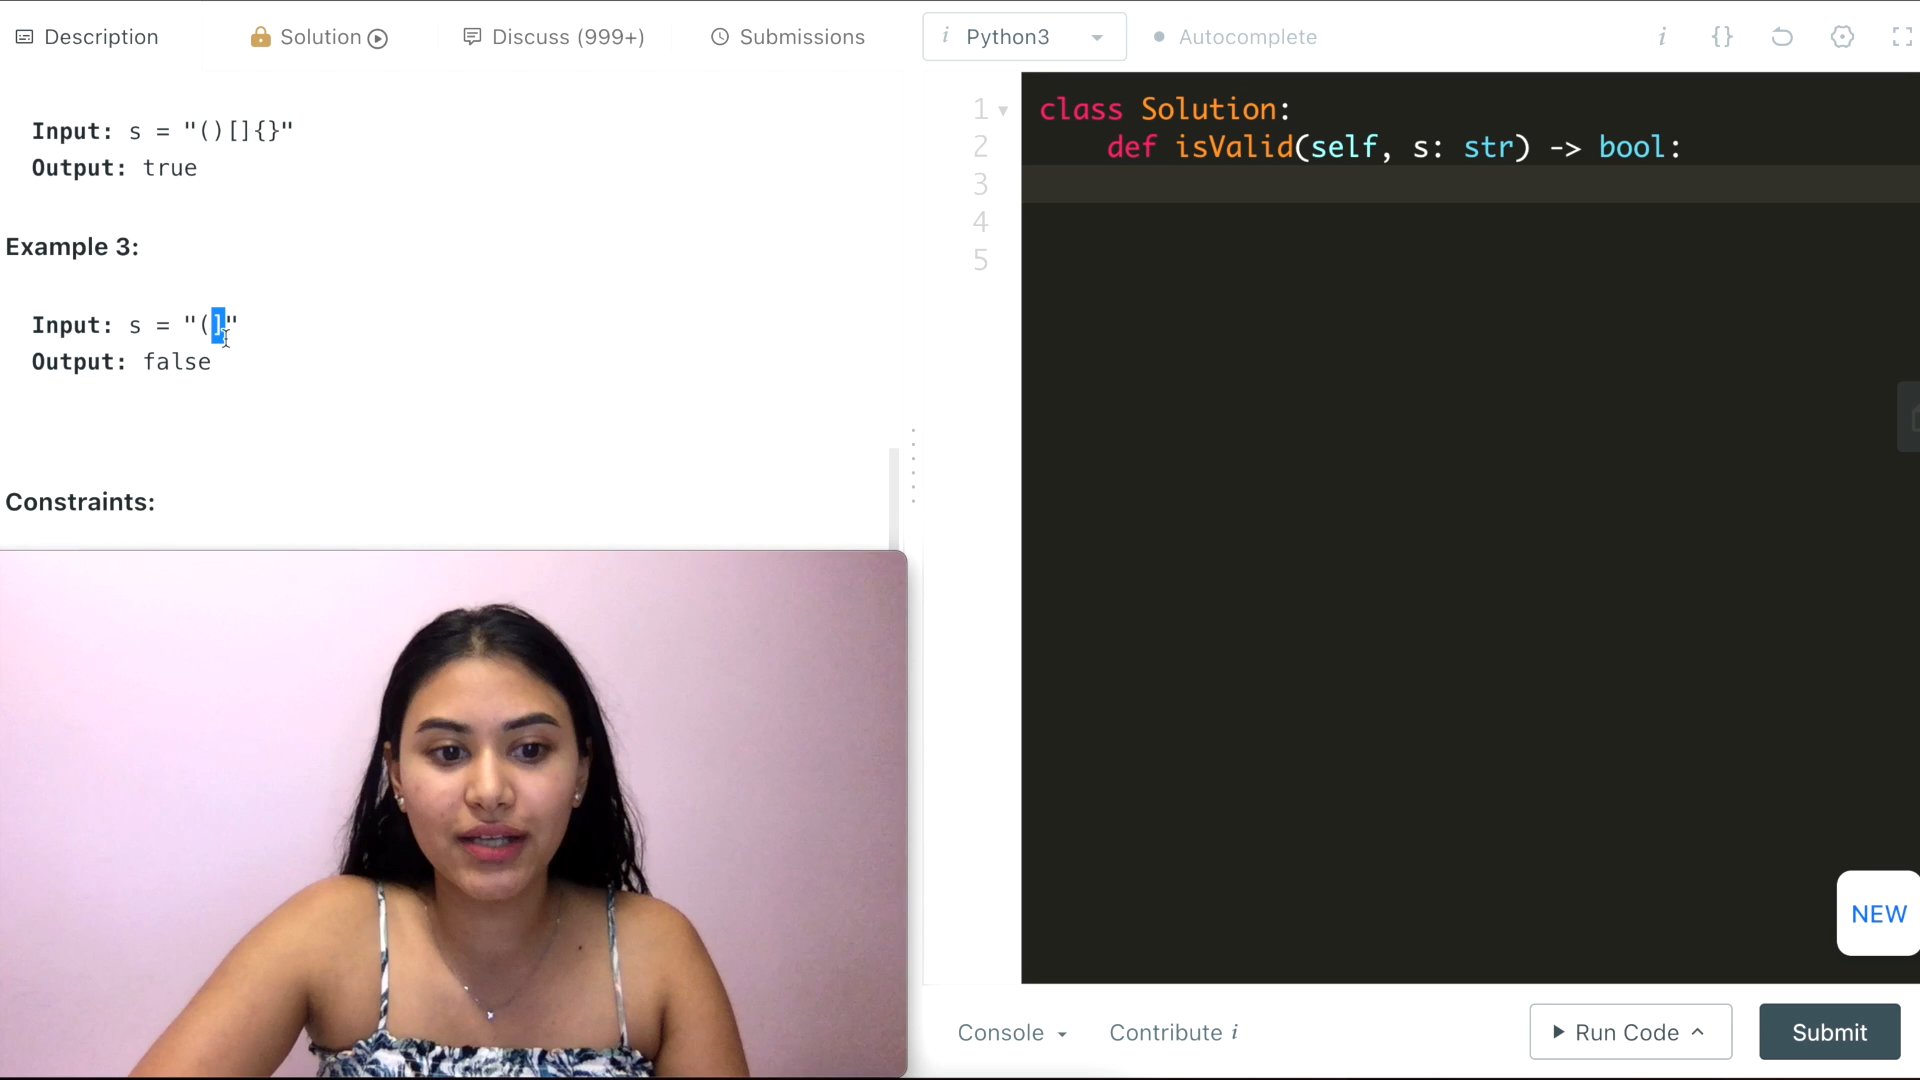 Description
Solution
Discuss (999+)
Submissions
i Python3
Autocomplete
i {}
Input: s = "()[]{}"
Output: true
Example 3:
Input: s = "(]"
Output: false
Constraints:
1 class Solution:
2 def isValid(self, s: str) -> bool:
3
4
5
NEW
Console
Contribute i
Run Code
Submit